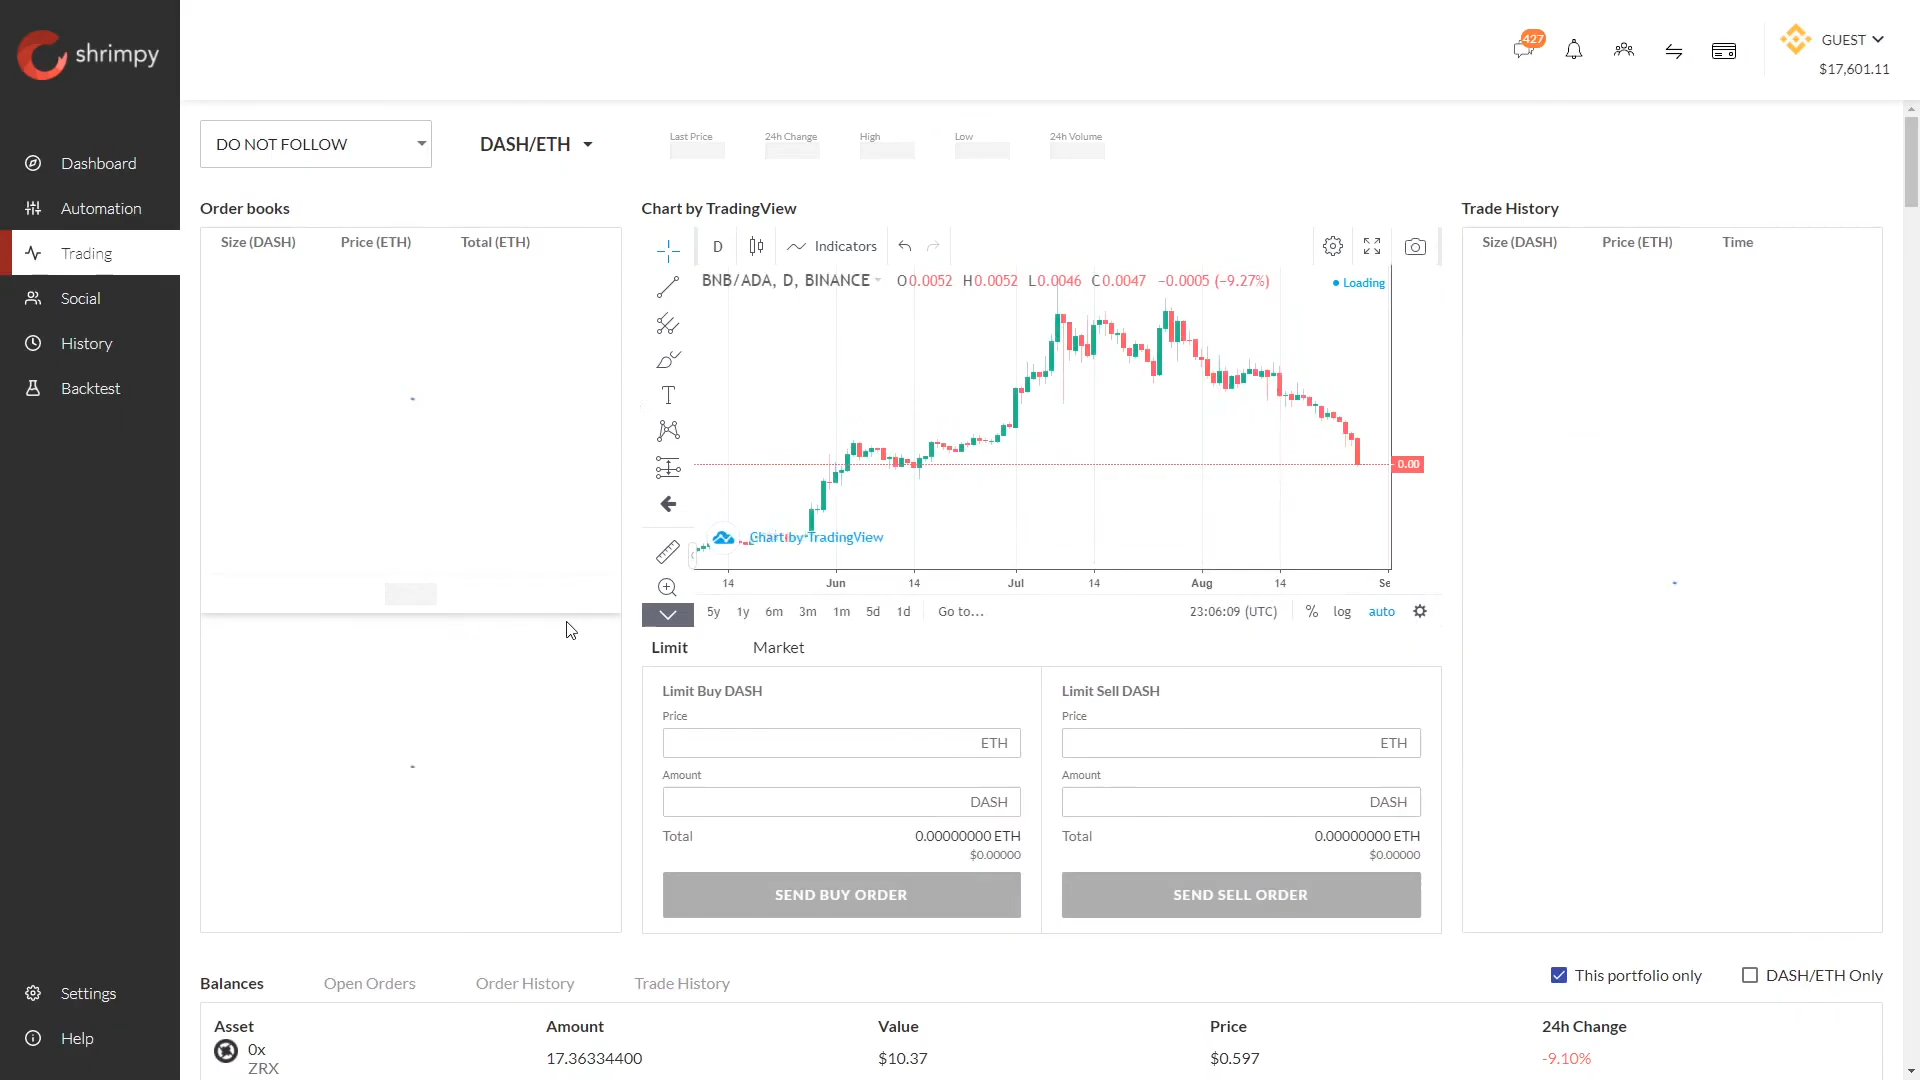 shrimpy
427
GUEST
$17,601.11
Dashboard
Automation
Trading
Social
History
Backtest
Settings
Help
DO NOT FOLLOW
DASH/ETH
Last Price
24h Change
High
Low
24h Volume
Order books
Size (DASH) Price (ETH) Total (ETH)
Chart by TradingView
D
Indicators
BNB/ADA, D, BINANCE O0.0052 H0.0052 L0.0046 C0.0047 −0.0005 (−9.27%)
Loading
0.00
Chart by TradingView
14 Jun 14 Jul 14 Aug 14 Se
5y 1y 6m 3m 1m 5d 1d Go to... 23:06:09 (UTC) % log auto
Limit Market
Limit Buy DASH
Price
ETH
Amount
DASH
Total 0.00000000 ETH
$0.00000
SEND BUY ORDER
Limit Sell DASH
Price
ETH
Amount
DASH
Total 0.00000000 ETH
$0.00000
SEND SELL ORDER
Trade History
Size (DASH) Price (ETH) Time
Balances Open Orders Order History Trade History
This portfolio only DASH/ETH Only
Asset Amount Value Price 24h Change
0x
ZRX
17.36334400 $10.37 $0.597 -9.10%